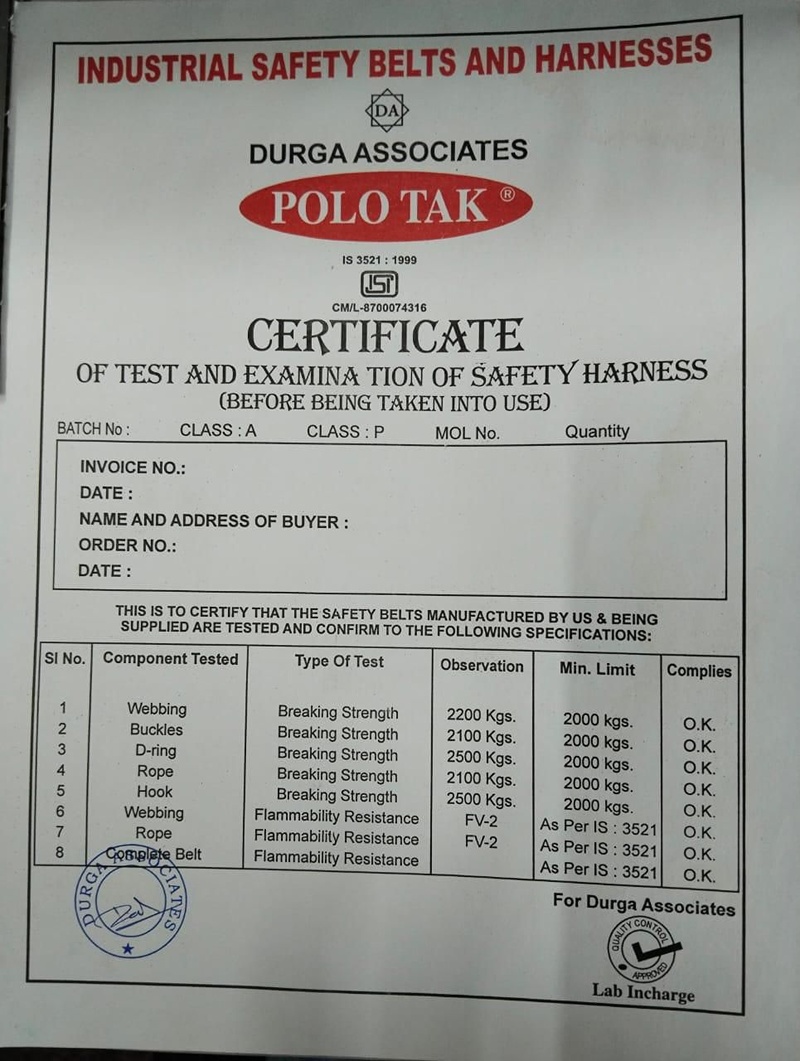 INDUSTRIAL SAFETY BELTS AND HARNESSES
DA
DURGA ASSOCIATES
POLO TAK ®
IS 3521 : 1999
ISI
CM/L-8700074316
CERTIFICATE
OF TEST AND EXAMINA TION OF SAFETY HARNESS
(BEFORE BEING TAKEN INTO USE)
BATCH No : CLASS : A CLASS : P MOL No. Quantity
INVOICE NO.:
DATE :
NAME AND ADDRESS OF BUYER :
ORDER NO.:
DATE :
THIS IS TO CERTIFY THAT THE SAFETY BELTS MANUFACTURED BY US & BEING
SUPPLIED ARE TESTED AND CONFIRM TO THE FOLLOWING SPECIFICATIONS:
SI No. Component Tested Type Of Test Observation Min. Limit Complies
1 Webbing Breaking Strength 2200 Kgs. 2000 kgs. O.K.
2 Buckles Breaking Strength 2100 Kgs. 2000 kgs. O.K.
3 D-ring Breaking Strength 2500 Kgs. 2000 kgs. O.K.
4 Rope Breaking Strength 2100 Kgs. 2000 kgs. O.K.
5 Hook Breaking Strength 2500 Kgs. 2000 kgs. O.K.
6 Webbing Flammability Resistance FV-2 As Per IS : 3521 O.K.
7 Rope Flammability Resistance FV-2 As Per IS : 3521 O.K.
8 Complete Belt Flammability Resistance As Per IS : 3521 O.K.
DURGA ASSOCIATES
For Durga Associates
QUALITY CONTROL
APPROVED
Lab Incharge